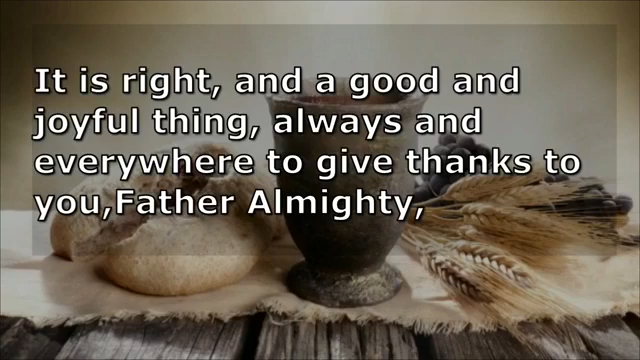 It is right, and a good and
joyful thing, always and
everywhere to give thanks to
you,Father Almighty,